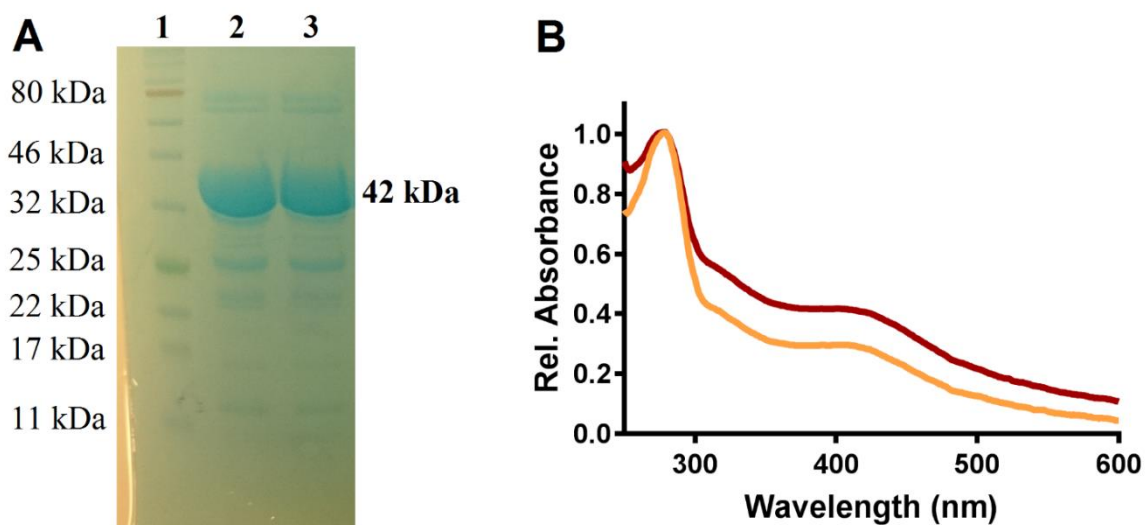 A
1 2 3
80 kDa
46 kDa
32 kDa
25 kDa
22 kDa
17 kDa
11 kDa
42 kDa
B
Rel. Absorbance
1.0
0.8
0.6
0.4
0.2
0.0
300 400 500 600
Wavelength (nm)